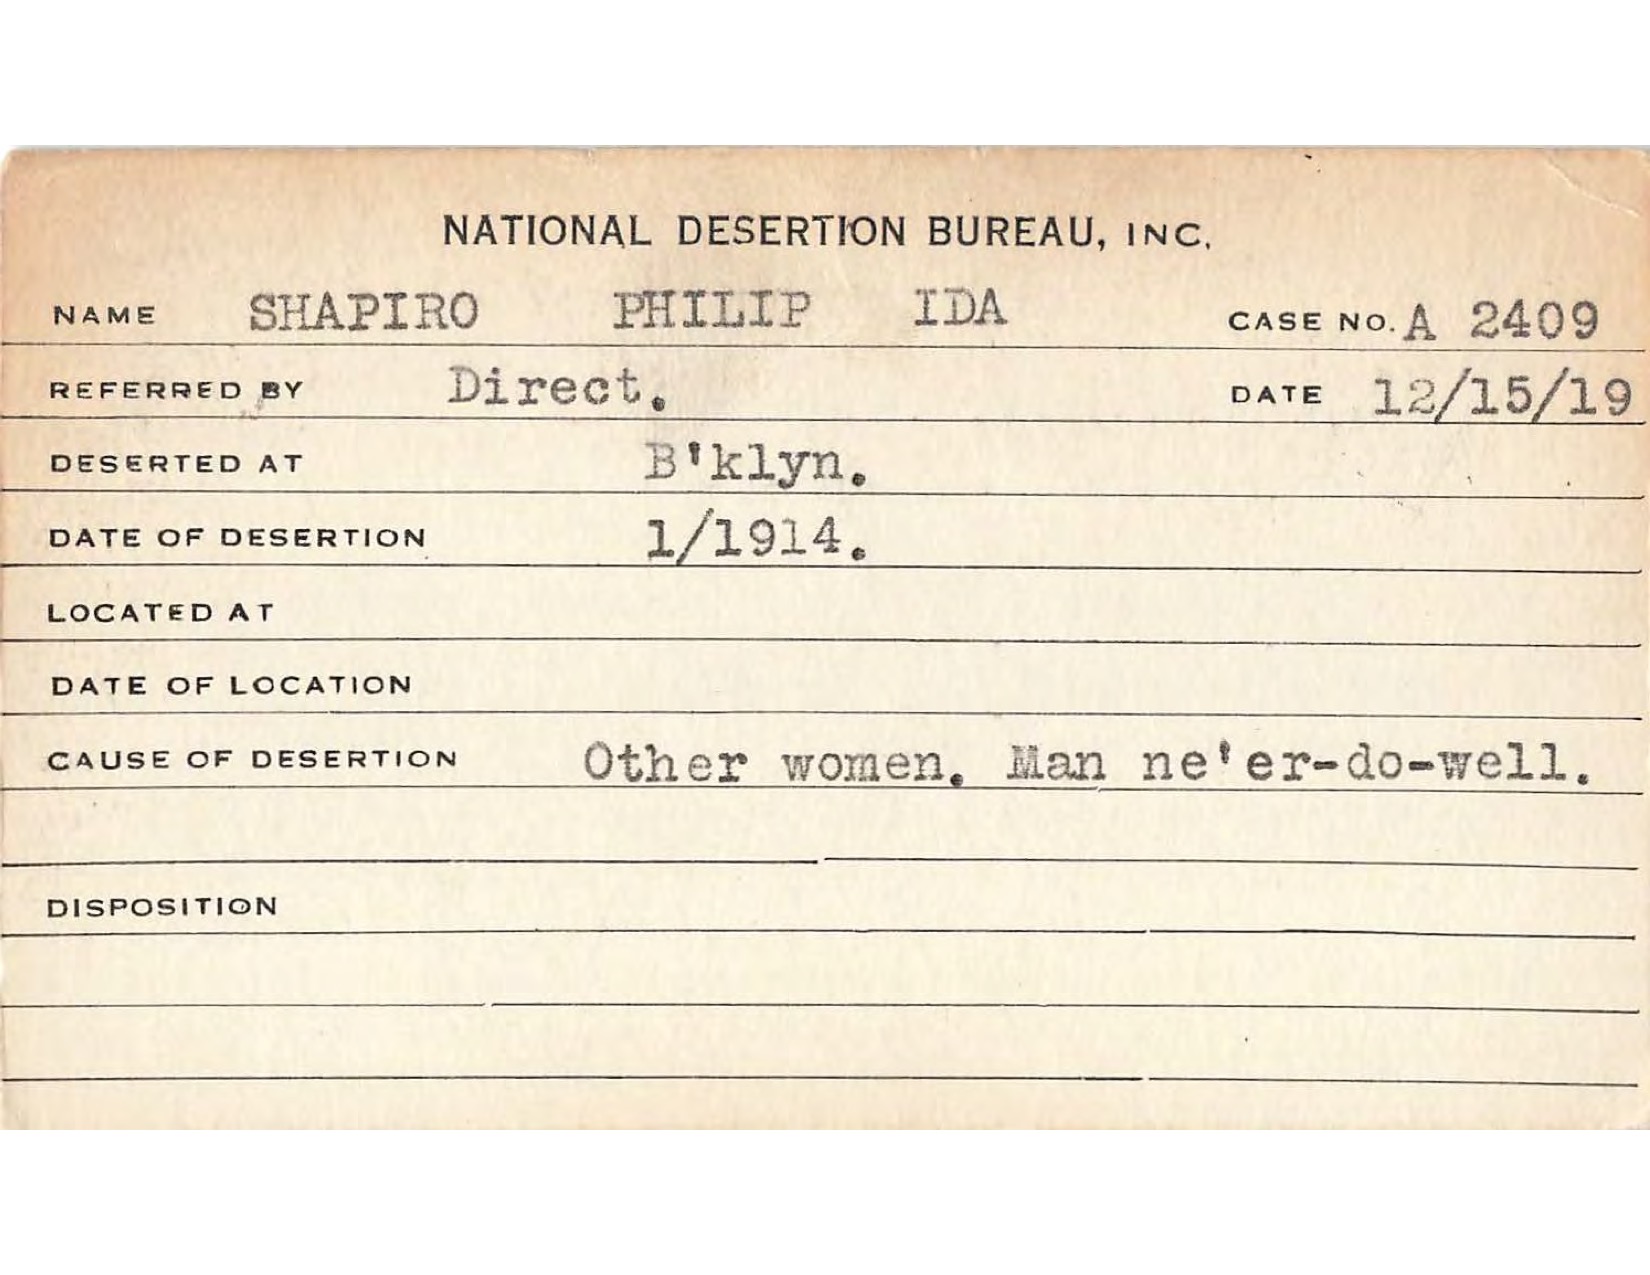 NATIONAL DESERTION BUREAU, INC.
NAME SHAPIRO PHILIP IDA CASE NO. A 2409
REFERRED BY Direct. DATE 12/15/19
DESERTED AT B'klyn.
DATE OF DESERTION 1/1914.
LOCATED AT
DATE OF LOCATION
CAUSE OF DESERTION Other women. Man ne'er-do-well.
DISPOSITION